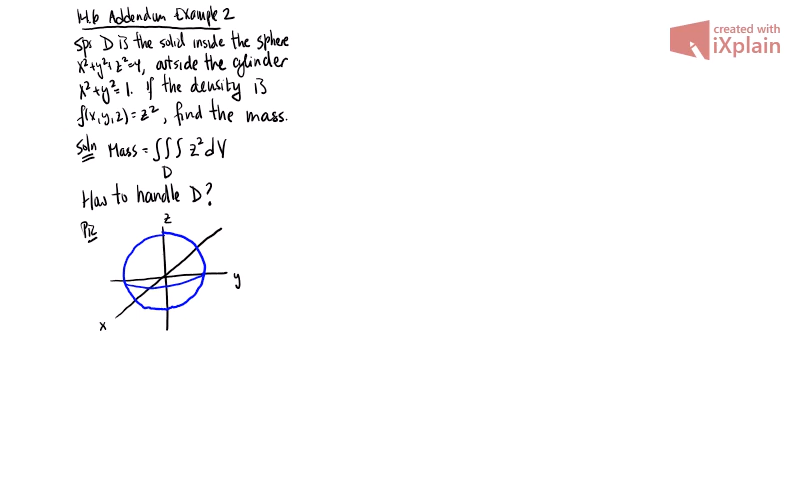 14.6 Addendum Example 2
Sps D is the solid inside the sphere
x²+y²+z²=4, outside the cylinder
x²+y²=1. If the density is
f(x,y,z)=z², find the mass.
Soln Mass = ∫∫∫ z² dV
D
How to handle D?
Pic
z
y
x
created with
iXplain